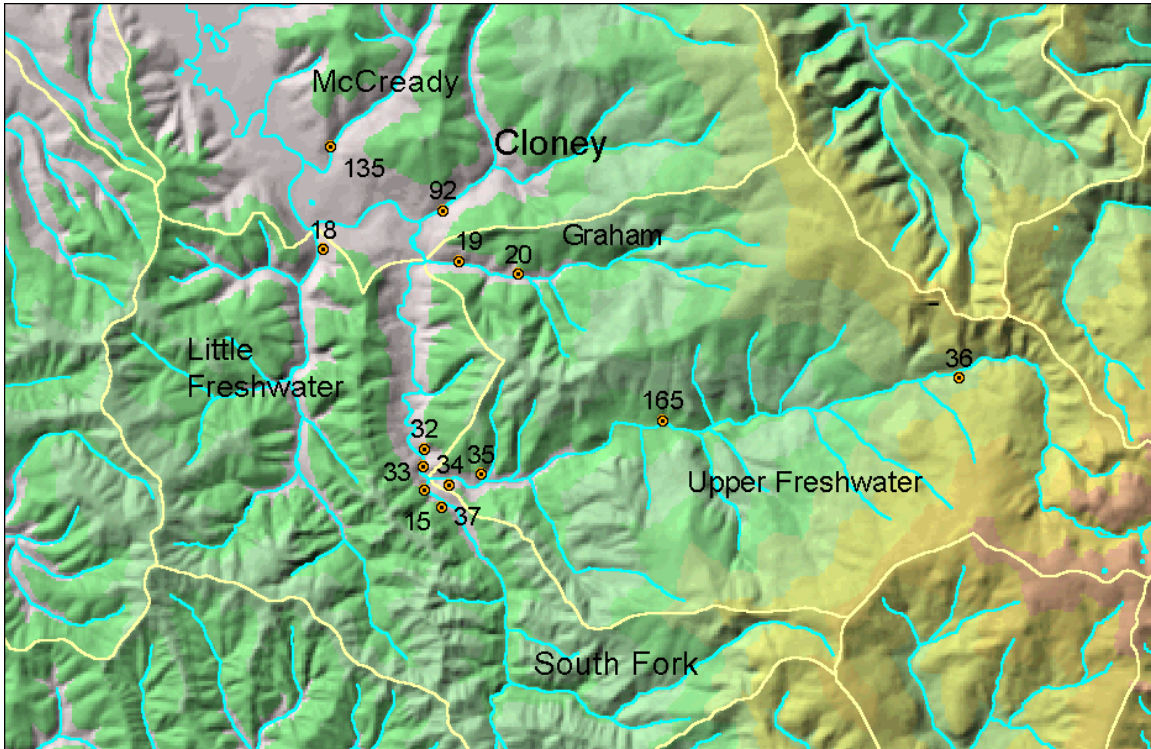 McCready
Cloney
135
92
18
19
Graham
20
Little
Freshwater
36
165
32
35
34
33
Upper Freshwater
15
37
South Fork